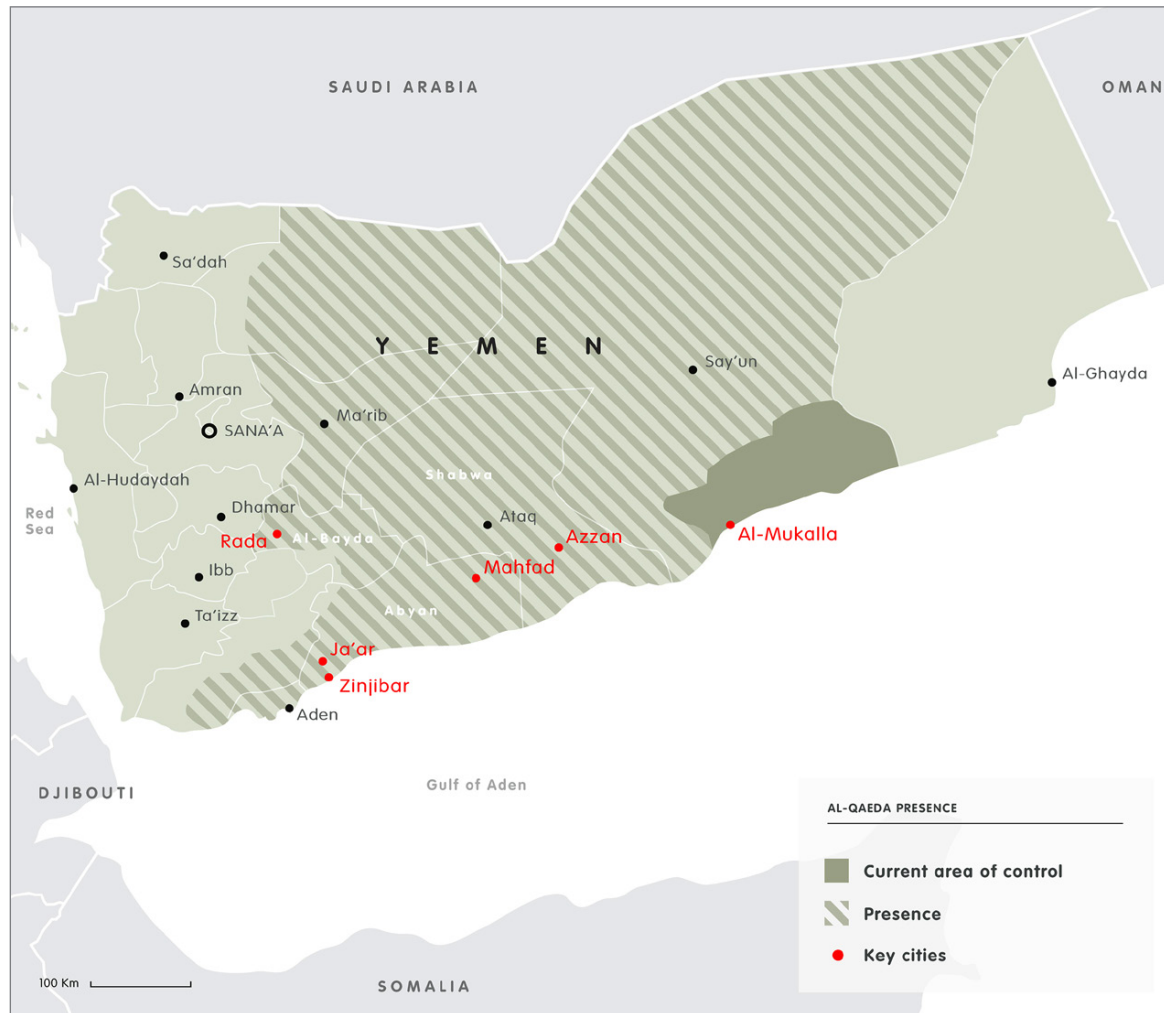 SAUDI ARABIA
OMAN
Sa'dah
YEMEN
Say'un
Al-Ghayda
Amran
Ma'rib
SANA'A
Shabwa
Al-Hudaydah
Red
Sea
Dhamar
Ataq
Rada
Al-Bayda
Azzan
Al-Mukalla
Mahfad
Ibb
Ta'izz
Abyan
Ja'ar
Zinjibar
Aden
Gulf of Aden
DJIBOUTI
AL-QAEDA PRESENCE
Current area of control
Presence
Key cities
100 Km
SOMALIA